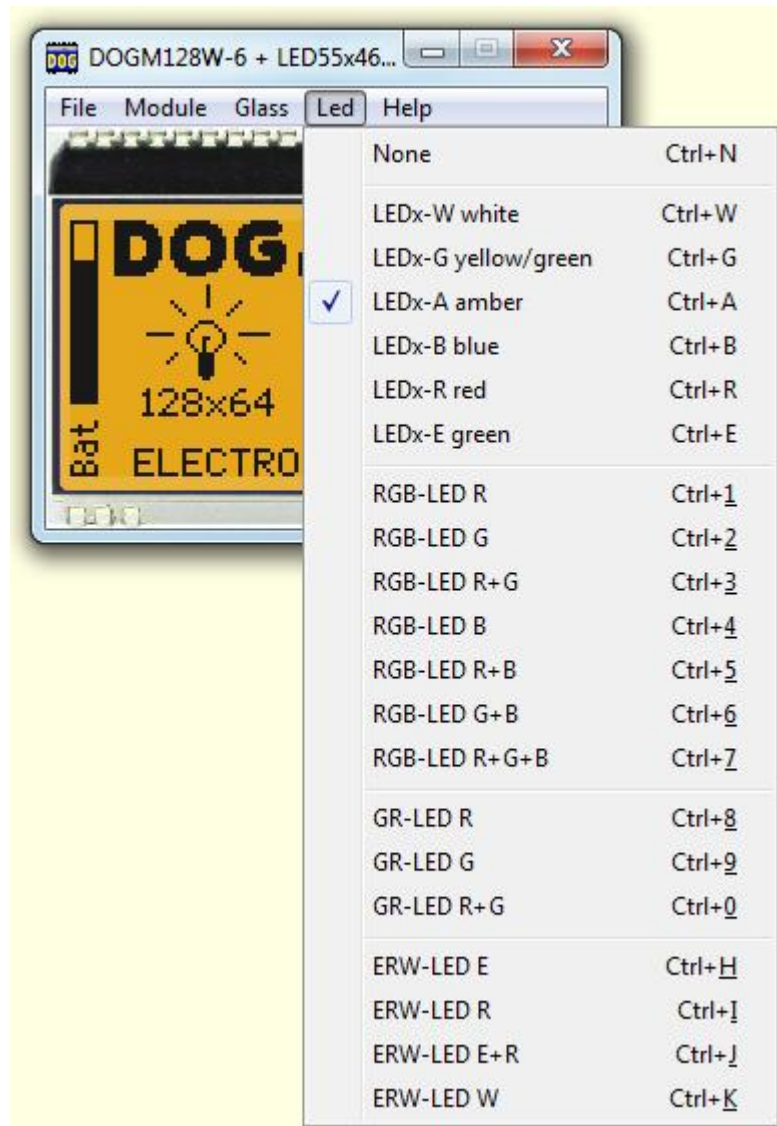 DOG DOGM128W-6 + LED55x46...
File Module Glass Led Help
DOG
128x64
Bat
ELECTRO
None Ctrl+N
LEDx-W white Ctrl+W
LEDx-G yellow/green Ctrl+G
LEDx-A amber Ctrl+A
LEDx-B blue Ctrl+B
LEDx-R red Ctrl+R
LEDx-E green Ctrl+E
RGB-LED R Ctrl+1
RGB-LED G Ctrl+2
RGB-LED R+G Ctrl+3
RGB-LED B Ctrl+4
RGB-LED R+B Ctrl+5
RGB-LED G+B Ctrl+6
RGB-LED R+G+B Ctrl+7
GR-LED R Ctrl+8
GR-LED G Ctrl+9
GR-LED R+G Ctrl+0
ERW-LED E Ctrl+H
ERW-LED R Ctrl+I
ERW-LED E+R Ctrl+J
ERW-LED W Ctrl+K